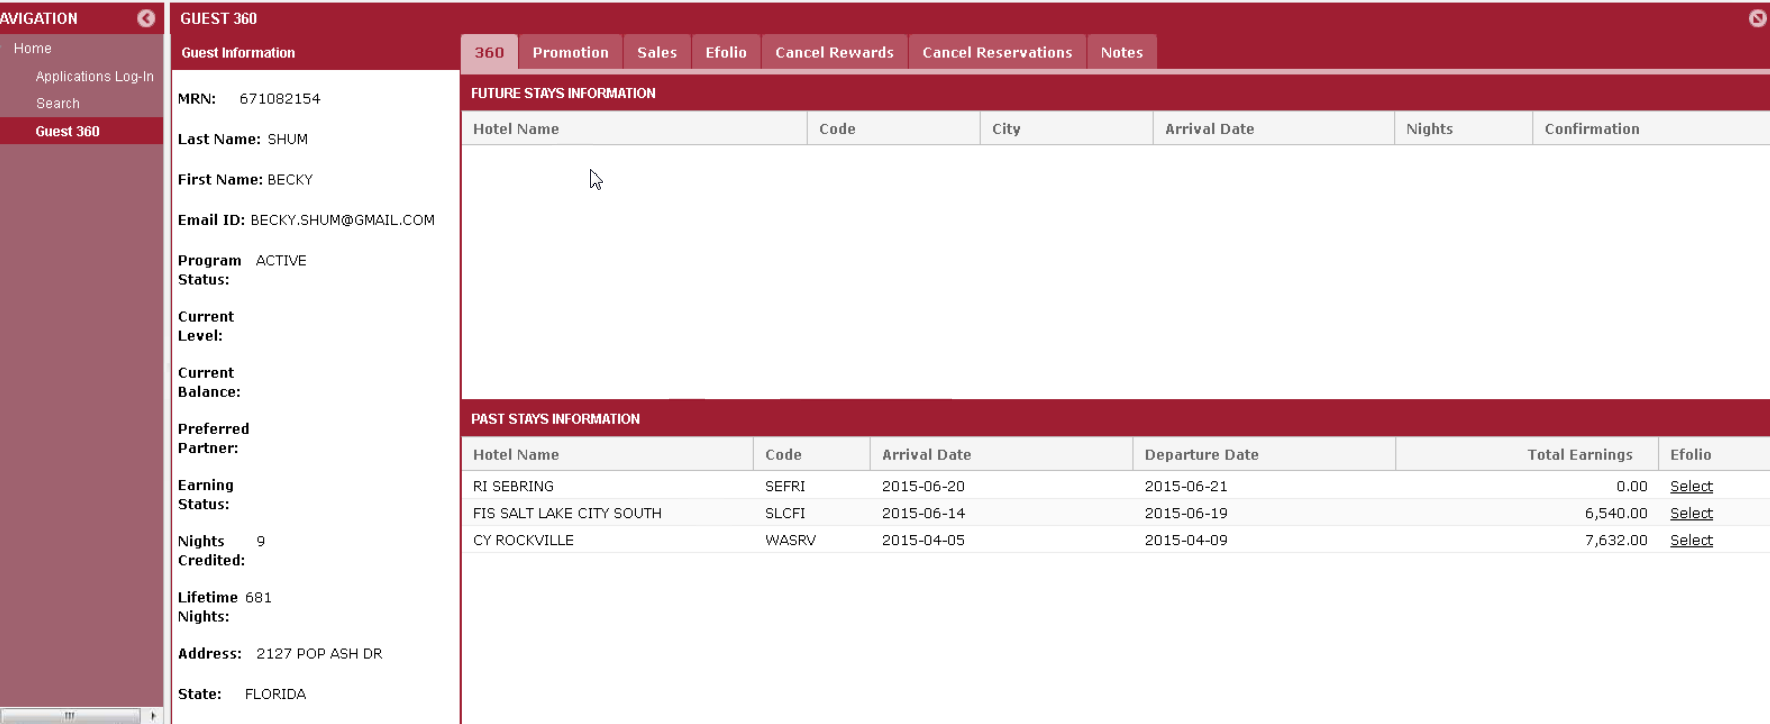 AVIGATION
Home
Applications Log-In
Search
Guest 360
GUEST 360
Guest Information
MRN: 671082154
Last Name: SHUM
First Name: BECKY
Email ID: BECKY.SHUM@GMAIL.COM
Program ACTIVE
Status:
Current
Level:
Current
Balance:
Preferred
Partner:
Earning
Status:
Nights 9
Credited:
Lifetime 681
Nights:
Address: 2127 POP ASH DR
State: FLORIDA
360 Promotion Sales Efolio Cancel Rewards Cancel Reservations Notes
FUTURE STAYS INFORMATION
Hotel Name Code City Arrival Date Nights Confirmation
PAST STAYS INFORMATION
Hotel Name Code Arrival Date Departure Date Total Earnings Efolio
RI SEBRING SEFRI 2015-06-20 2015-06-21 0.00 Select
FIS SALT LAKE CITY SOUTH SLCFI 2015-06-14 2015-06-19 6,540.00 Select
CY ROCKVILLE WASRV 2015-04-05 2015-04-09 7,632.00 Select